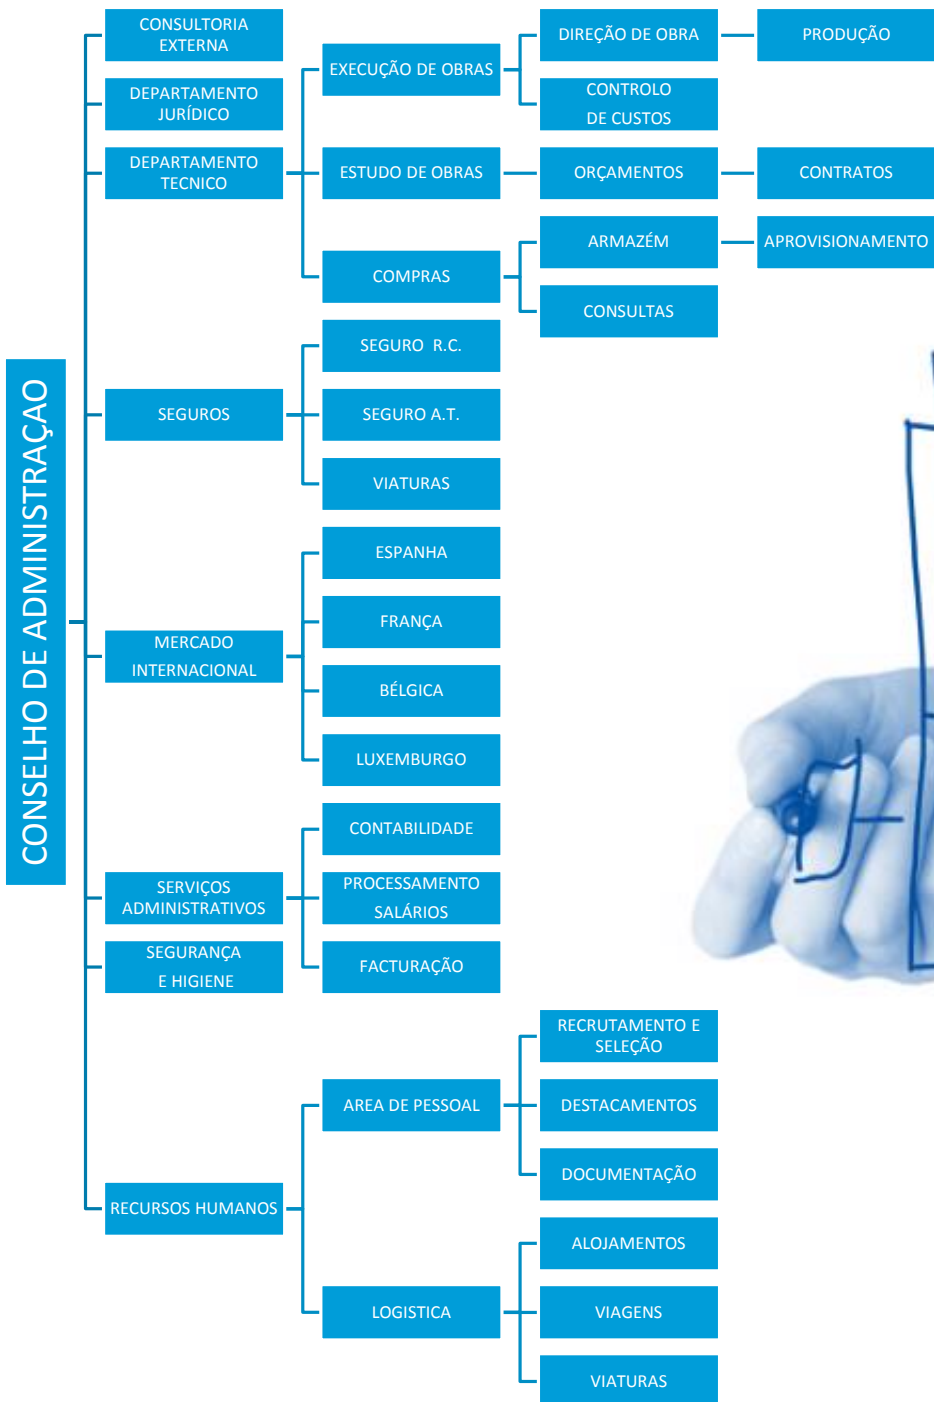 CONSELHO DE ADMINISTRAÇAO
CONSULTORIA
EXTERNA
DEPARTAMENTO
JURÍDICO
DEPARTAMENTO
TECNICO
EXECUÇÃO DE OBRAS
DIREÇÃO DE OBRA
PRODUÇÃO
CONTROLO
DE CUSTOS
ESTUDO DE OBRAS
ORÇAMENTOS
CONTRATOS
COMPRAS
ARMAZÉM
APROVISIONAMENTO
CONSULTAS
SEGUROS
SEGURO R.C.
SEGURO A.T.
VIATURAS
MERCADO
INTERNACIONAL
ESPANHA
FRANÇA
BÉLGICA
LUXEMBURGO
SERVIÇOS
ADMINISTRATIVOS
CONTABILIDADE
PROCESSAMENTO
SALÁRIOS
FACTURAÇÃO
SEGURANÇA
E HIGIENE
RECURSOS HUMANOS
AREA DE PESSOAL
RECRUTAMENTO E
SELEÇÃO
DESTACAMENTOS
DOCUMENTAÇÃO
LOGISTICA
ALOJAMENTOS
VIAGENS
VIATURAS